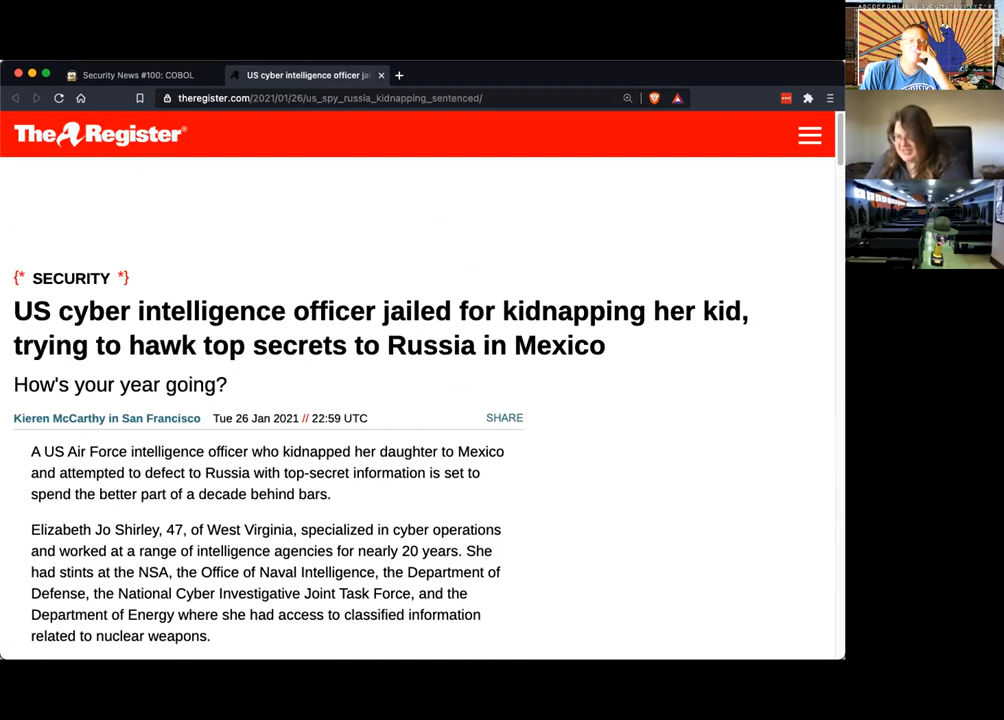 Security News #100: COBOL
US cyber intelligence officer jai
theregister.com/2021/01/26/us_spy_russia_kidnapping_sentenced/
The Register®
{* SECURITY *}
US cyber intelligence officer jailed for kidnapping her kid,
trying to hawk top secrets to Russia in Mexico
How's your year going?
Kieren McCarthy in San Francisco Tue 26 Jan 2021 // 22:59 UTC SHARE
A US Air Force intelligence officer who kidnapped her daughter to Mexico
and attempted to defect to Russia with top-secret information is set to
spend the better part of a decade behind bars.
Elizabeth Jo Shirley, 47, of West Virginia, specialized in cyber operations
and worked at a range of intelligence agencies for nearly 20 years. She
had stints at the NSA, the Office of Naval Intelligence, the Department of
Defense, the National Cyber Investigative Joint Task Force, and the
Department of Energy where she had access to classified information
related to nuclear weapons.